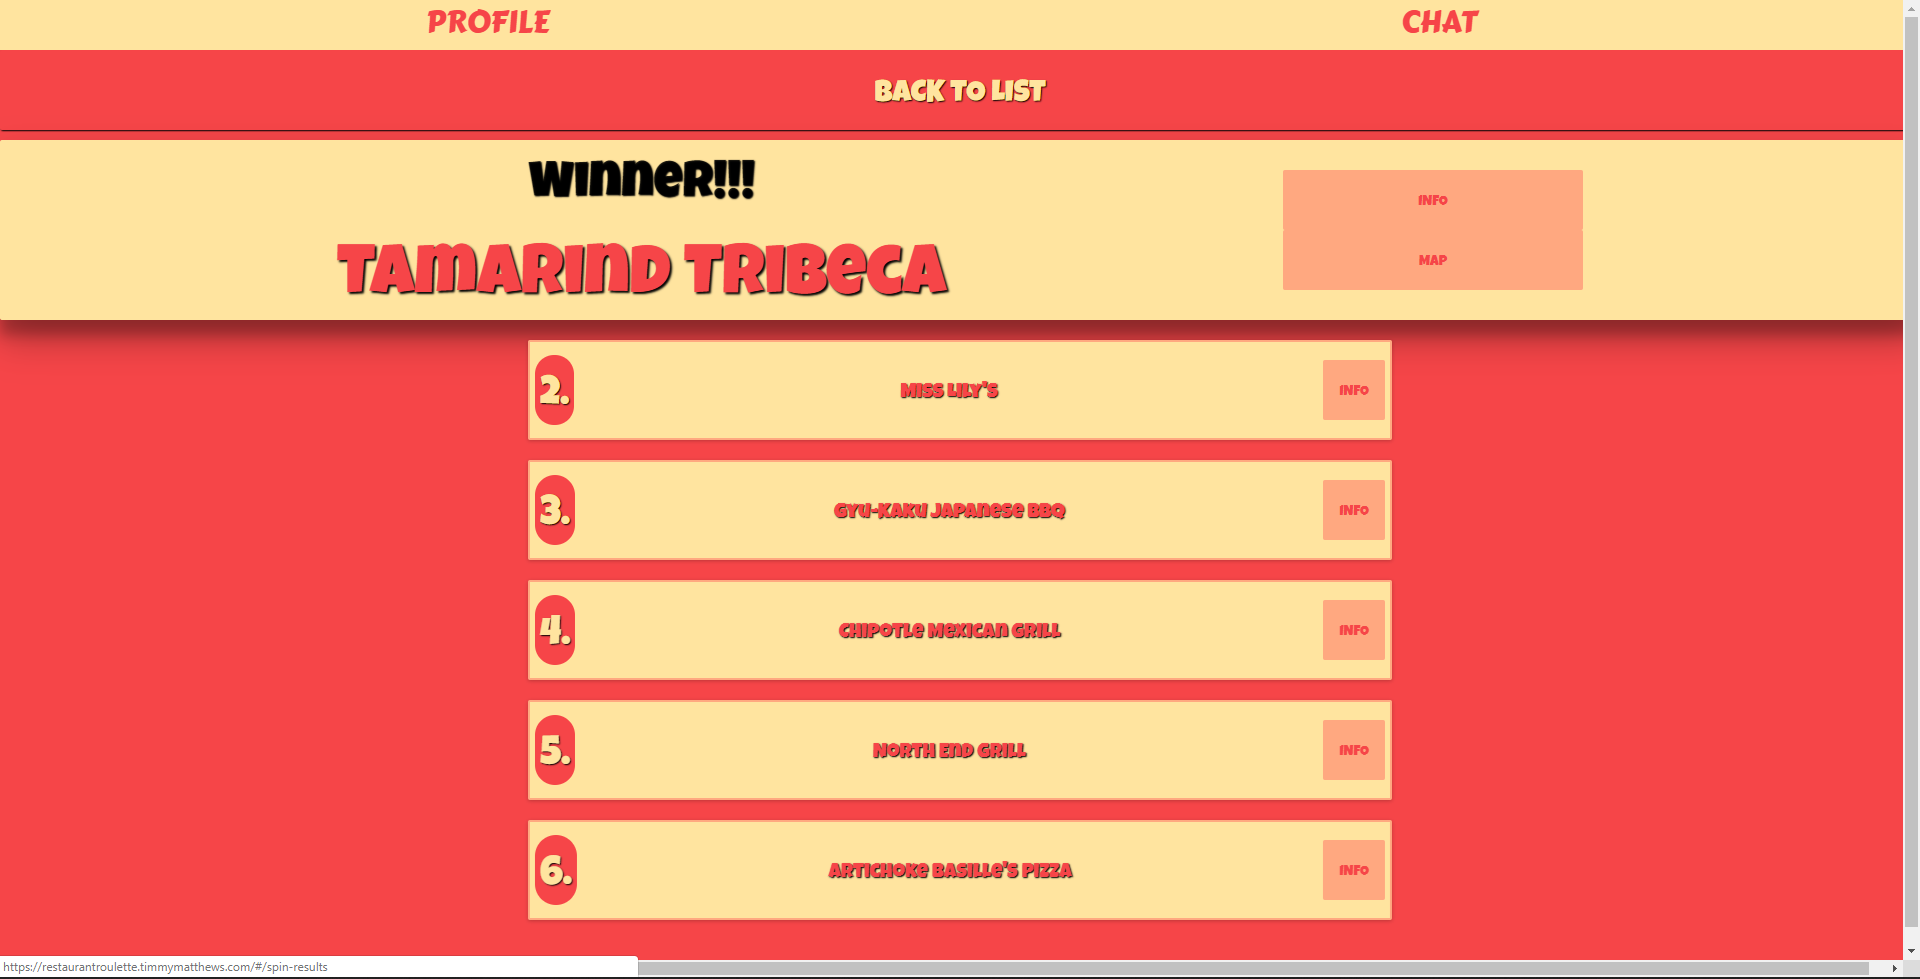 PROFILE CHAT
BACK TO LIST
WINNER!!!
TAMARIND TRIBECA
INFO
MAP
2. MISS LILY'S INFO
3. GYU-KAKU JAPANESE BBQ INFO
4. CHIPOTLE MEXICAN GRILL INFO
5. NORTH END GRILL INFO
6. ARTICHOKE BASILLE'S PIZZA INFO
https://restaurantroulette.timmymatthews.com/#/spin-results